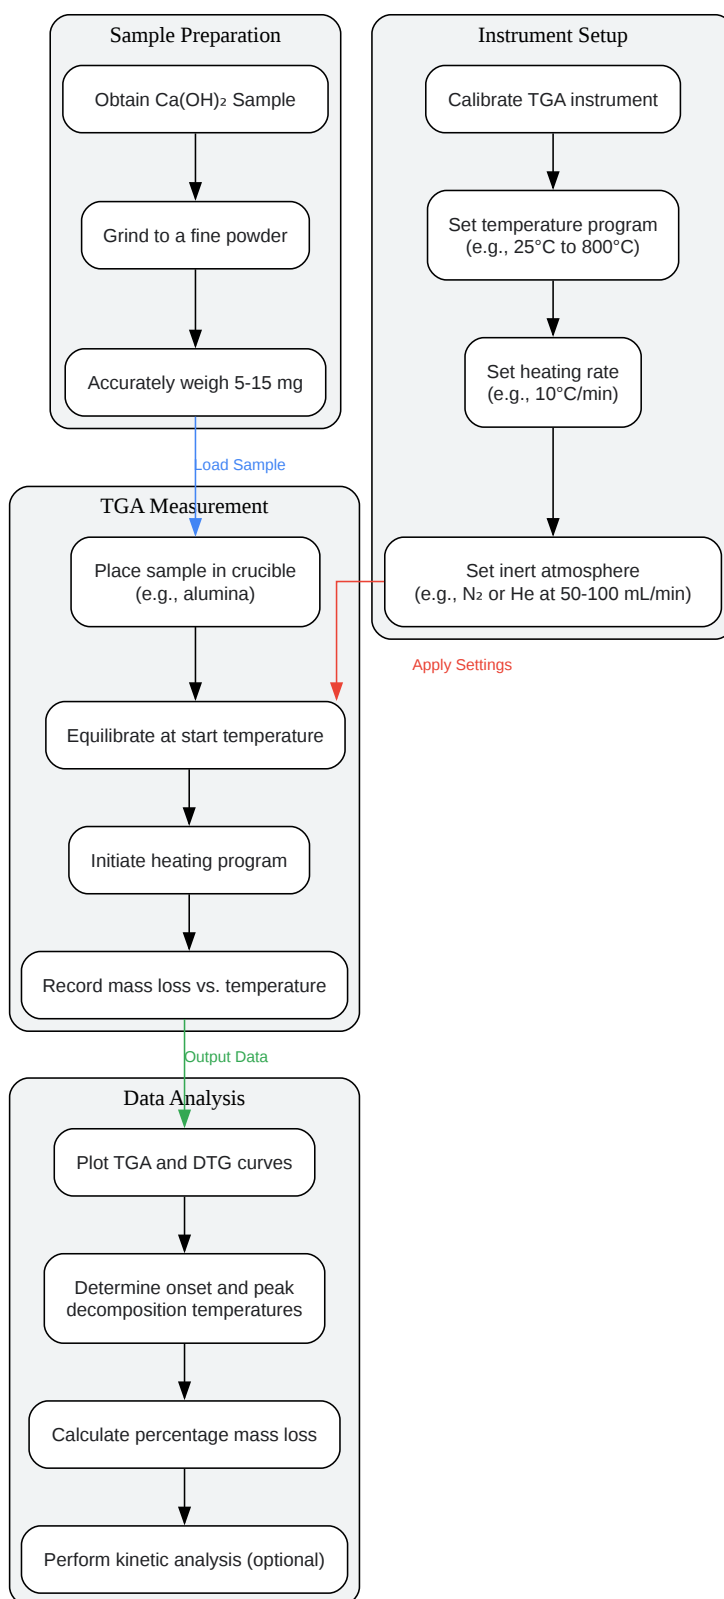 Sample Preparation
Obtain Ca(OH)₂ Sample
Grind to a fine powder
Accurately weigh 5-15 mg
Instrument Setup
Calibrate TGA instrument
Set temperature program
(e.g., 25°C to 800°C)
Set heating rate
(e.g., 10°C/min)
Set inert atmosphere
(e.g., N₂ or He at 50-100 mL/min)
Load Sample
Apply Settings
TGA Measurement
Place sample in crucible
(e.g., alumina)
Equilibrate at start temperature
Initiate heating program
Record mass loss vs. temperature
Output Data
Data Analysis
Plot TGA and DTG curves
Determine onset and peak
decomposition temperatures
Calculate percentage mass loss
Perform kinetic analysis (optional)